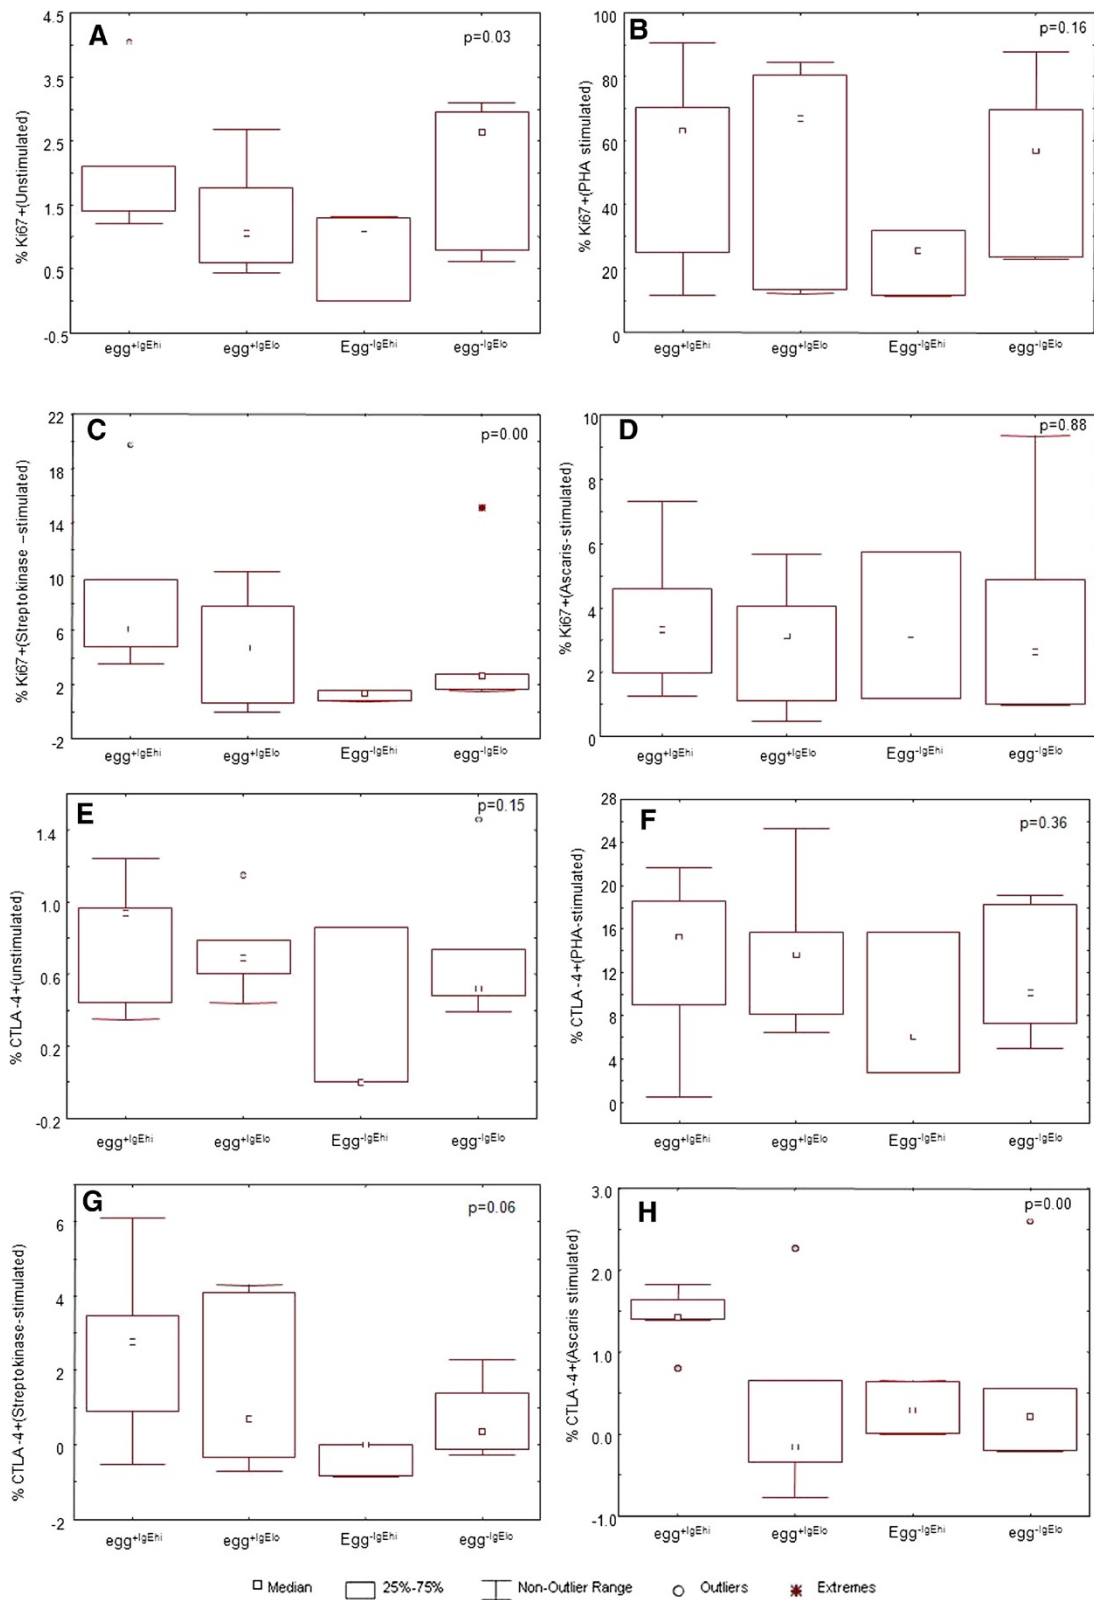 A
p=0.03
% Ki67+(Unstimulated)
4.5
3.5
2.5
1.5
0.5
-0.5
egg+IgEhi
egg+IgElo
Egg-IgEhi
egg-IgElo
B
p=0.16
% Ki67+(PHA stimulated)
100
80
60
40
20
0
egg+IgEhi
egg+IgElo
Egg-IgEhi
egg-IgElo
C
p=0.00
% Ki67+(Streptokinase –stimulated)
22
18
14
10
6
2
-2
egg+IgEhi
egg+IgElo
Egg-IgEhi
egg-IgElo
D
p=0.88
% Ki67+(Ascaris-stimulated)
10
8
6
4
2
0
egg+IgEhi
egg+IgElo
Egg-IgEhi
egg-IgElo
E
p=0.15
% CTLA-4+(unstimulated)
1.4
1.0
0.6
0.2
-0.2
egg+IgEhi
egg+IgElo
Egg-IgEhi
egg-IgElo
F
p=0.36
% CTLA-4+(PHA-stimulated)
28
24
20
16
12
8
4
0
egg+IgEhi
egg+IgElo
Egg-IgEhi
egg-IgElo
G
p=0.06
% CTLA-4+(Streptokinase-stimulated)
6
4
2
0
-2
egg+IgEhi
egg+IgElo
Egg-IgEhi
egg-IgElo
H
p=0.00
% CTLA-4+(Ascaris stimulated)
3.0
2.0
1.0
0.0
-1.0
egg+IgEhi
egg+IgElo
Egg-IgEhi
egg-IgElo
Median 25%-75% Non-Outlier Range Outliers Extremes